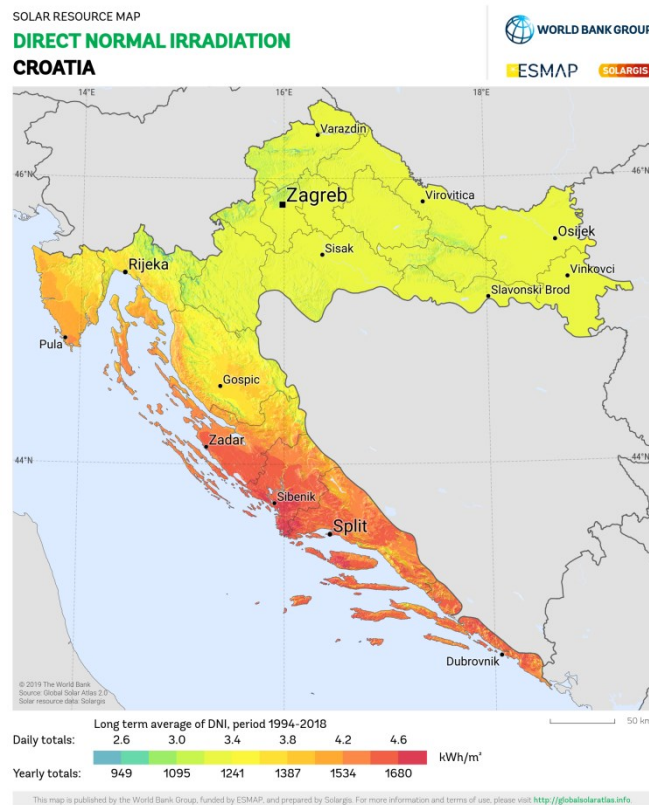 SOLAR RESOURCE MAP
DIRECT NORMAL IRRADIATION
CROATIA
WORLD BANK GROUP
ESMAP
SOLARGIS
14°E
16°E
18°E
Varazdin
46°N
46°N
Zagreb
Virovitica
Osijek
Sisak
Rijeka
Vinkovci
Slavonski Brod
Pula
Gospic
Zadar
44°N
44°N
Sibenik
Split
Dubrovnik
© 2019 The World Bank
Source: Global Solar Atlas 2.0
Solar resource data: Solargis
50 km
Long term average of DNI, period 1994-2018
Daily totals: 2.6 3.0 3.4 3.8 4.2 4.6
kWh/m²
Yearly totals: 949 1095 1241 1387 1534 1680
This map is published by the World Bank Group, funded by ESMAP, and prepared by Solargis. For more information and terms of use, please visit http://globalsolaratlas.info.